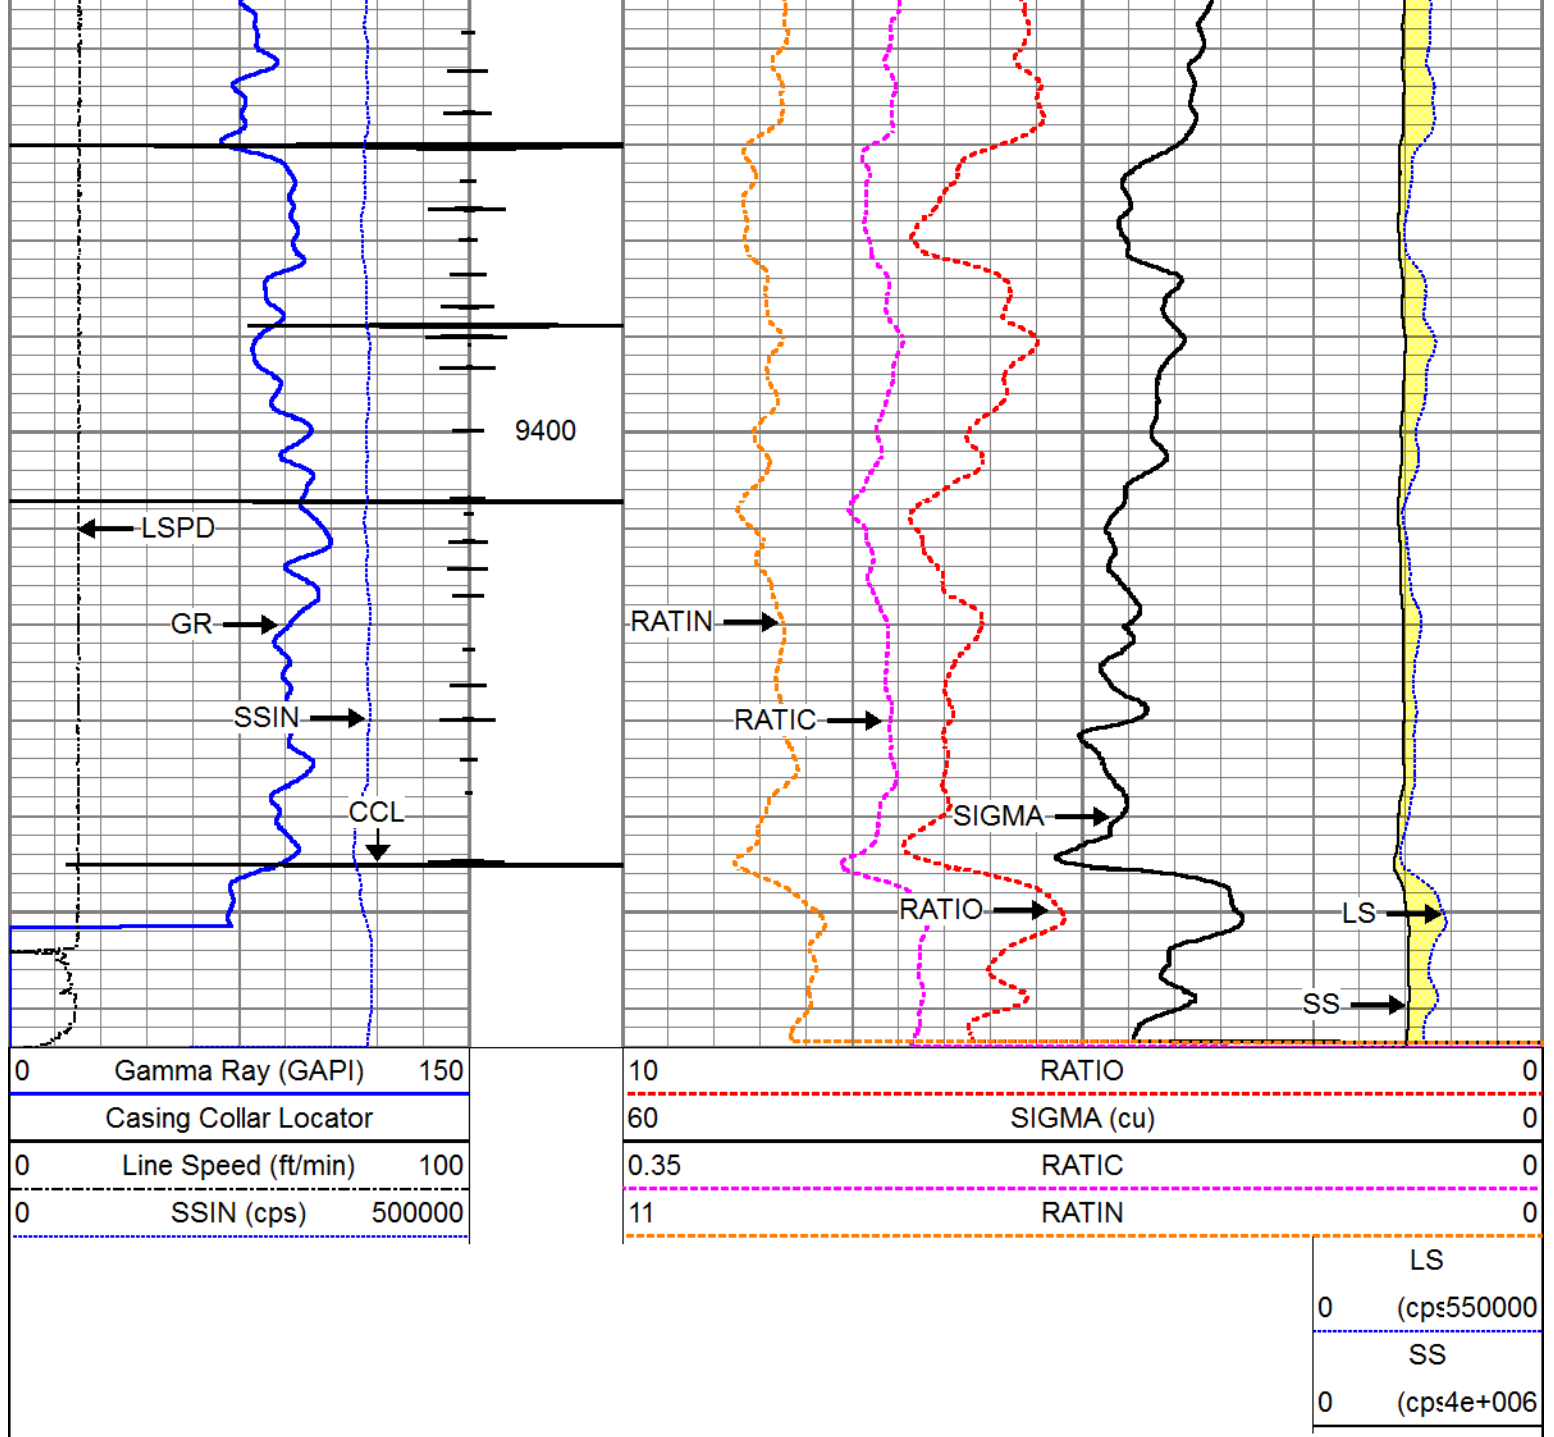 9400
LSPD
GR
RATIN
SSIN
RATIC
CCL
SIGMA
RATIO
LS
SS
0 Gamma Ray (GAPI) 150
Casing Collar Locator
0 Line Speed (ft/min) 100
0 SSIN (cps) 500000
10 RATIO 0
60 SIGMA (cu) 0
0.35 RATIC 0
11 RATIN 0
LS
0 (cps550000
SS
0 (cps4e+006